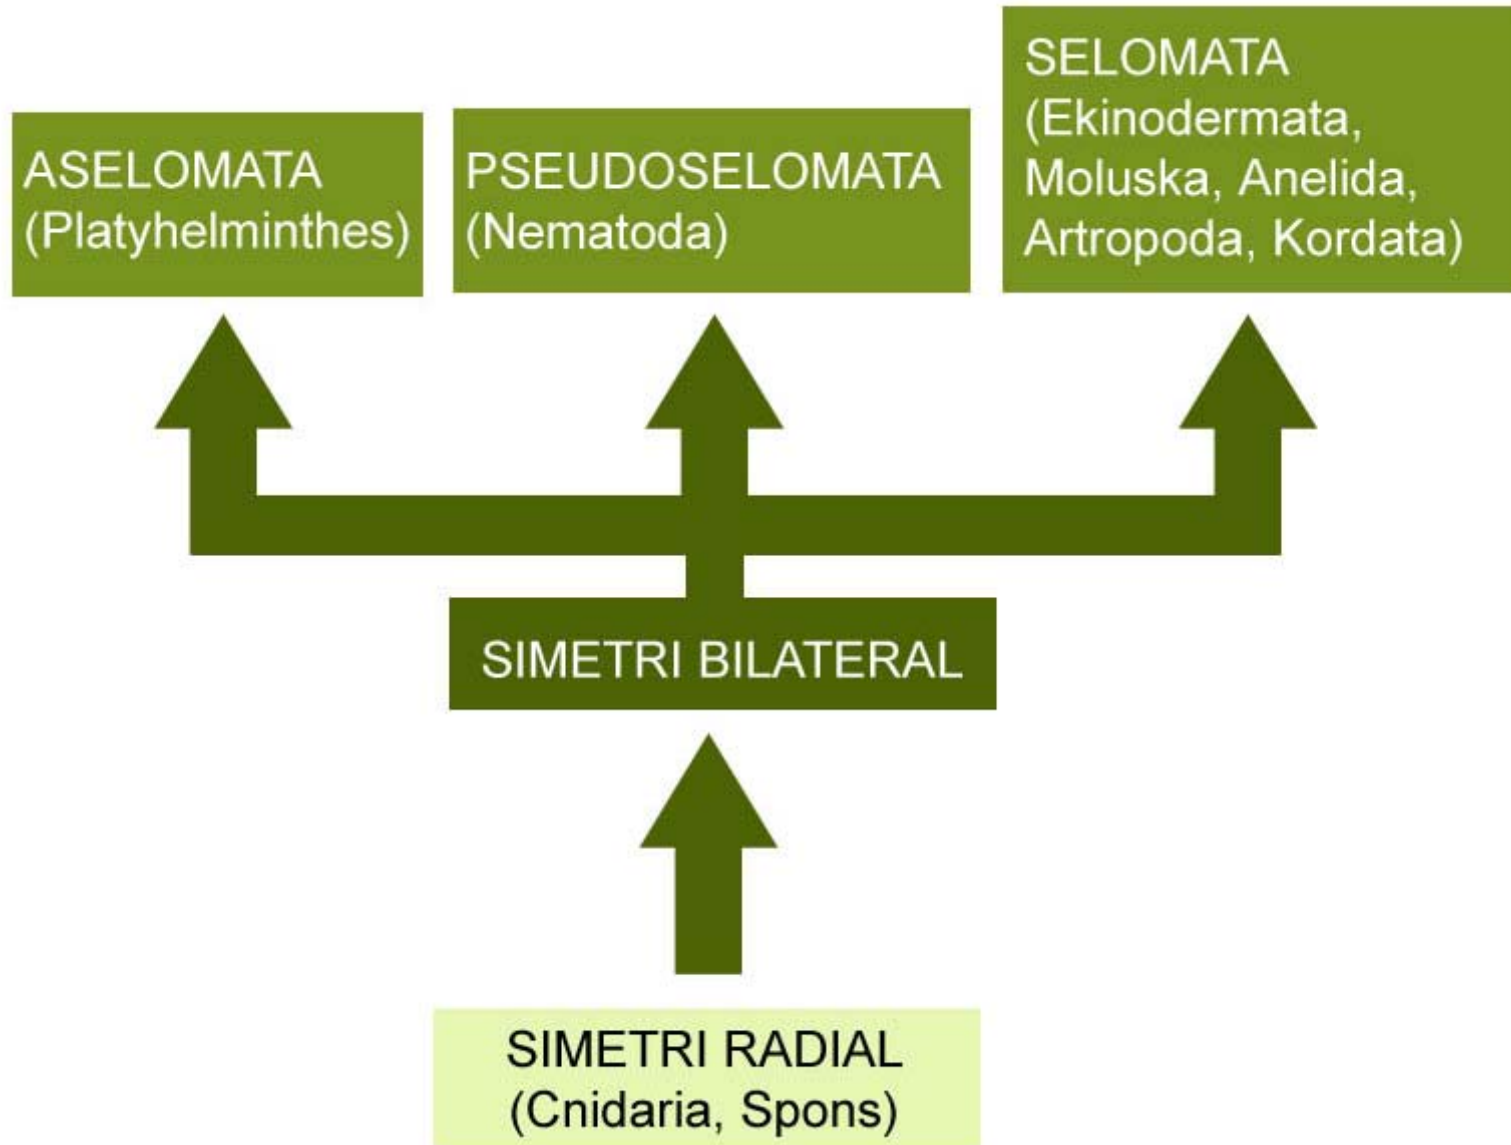 ASELOMATA
(Platyhelminthes)
PSEUDOSELOMATA
(Nematoda)
SELOMATA
(Ekinodermata,
Moluska, Anelida,
Artropoda, Kordata)
SIMETRI BILATERAL
SIMETRI RADIAL
(Cnidaria, Spons)